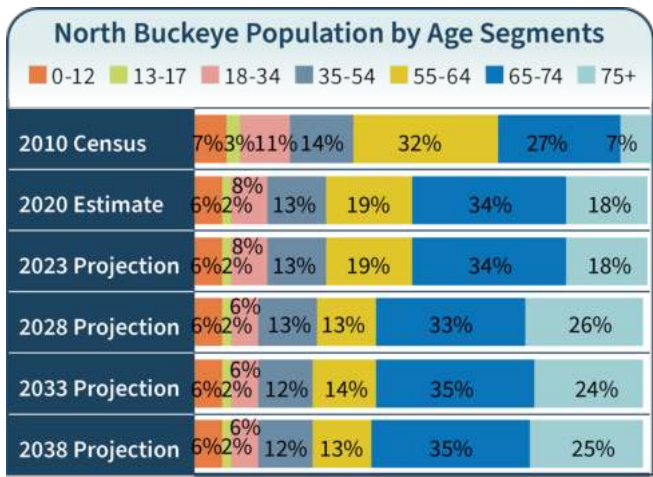 North Buckeye Population by Age Segments
0-12 13-17 18-34 35-54 55-64 65-74 75+
2010 Census 7% 3% 11% 14% 32% 27% 7%
2020 Estimate 6% 2% 8% 13% 19% 34% 18%
2023 Projection 6% 2% 8% 13% 19% 34% 18%
2028 Projection 6% 2% 6% 13% 13% 33% 26%
2033 Projection 6% 2% 6% 12% 14% 35% 24%
2038 Projection 6% 2% 6% 12% 13% 35% 25%